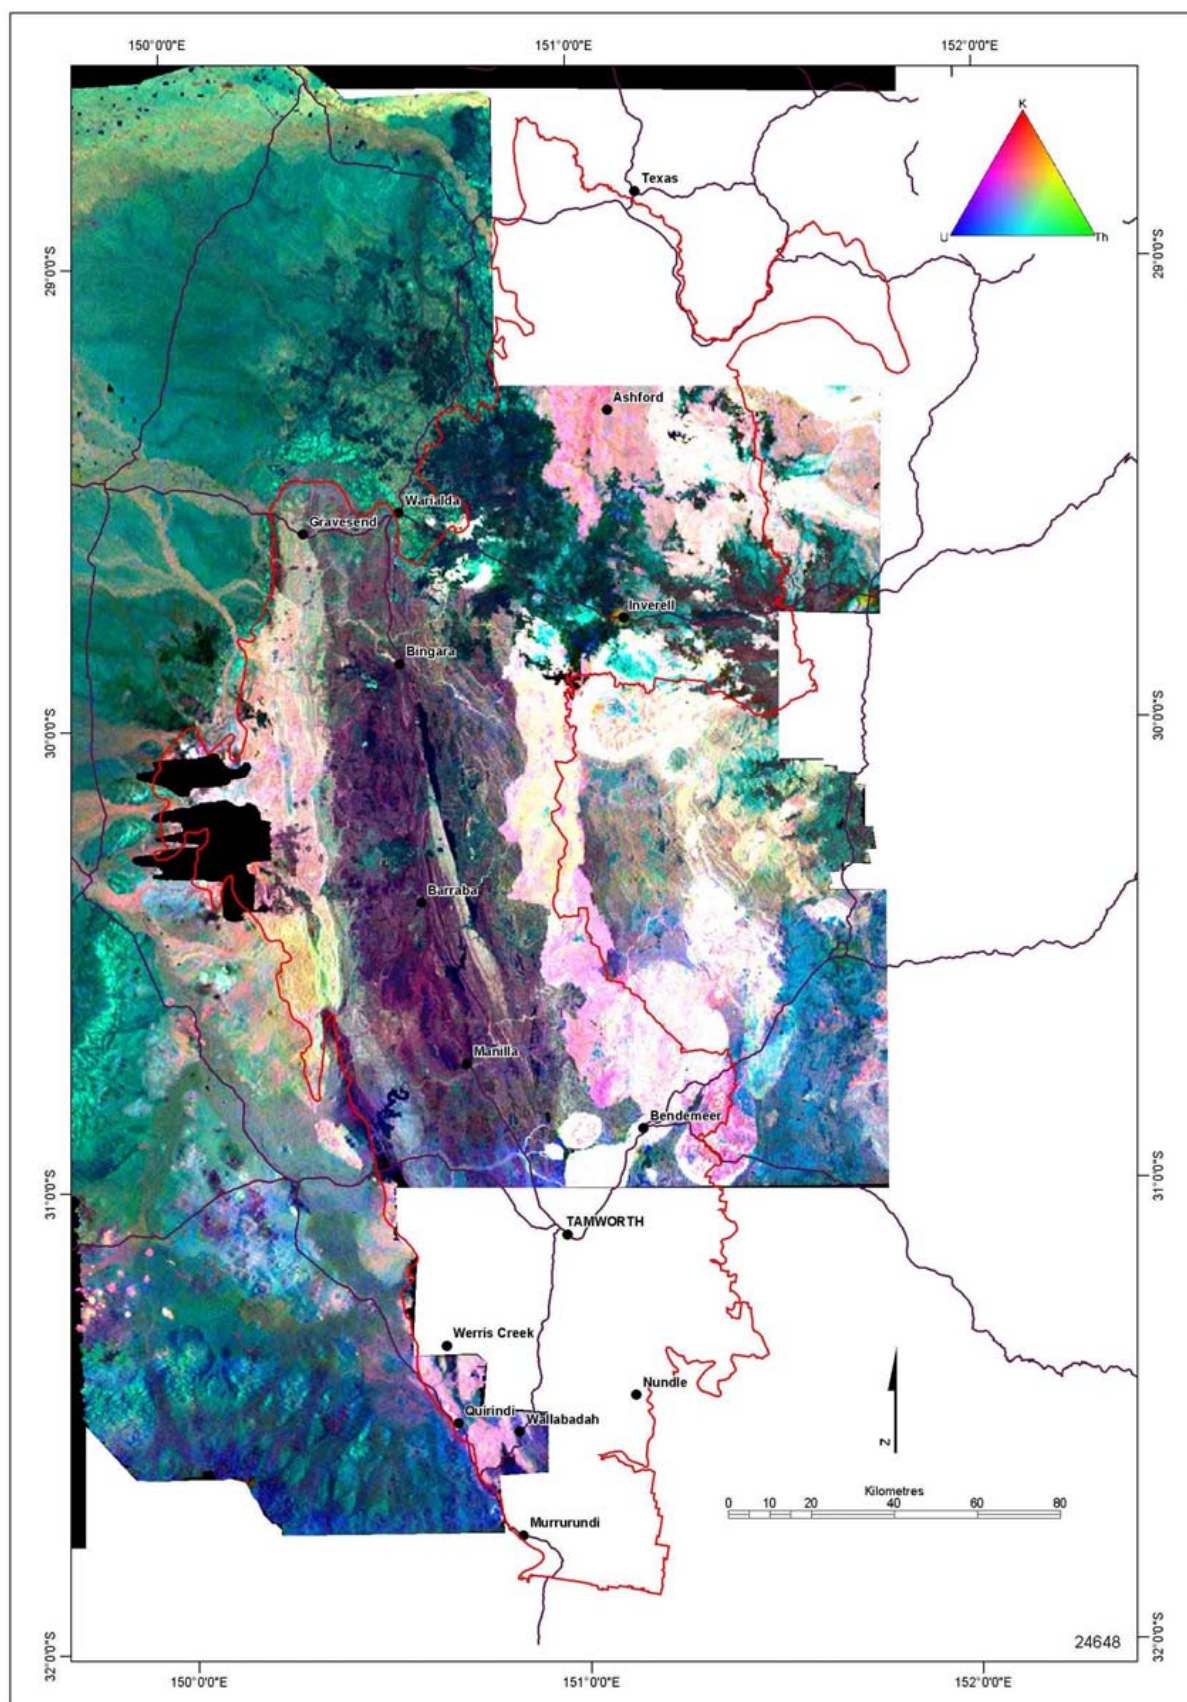 150°0'0"E
151°0'0"E
152°0'0"E
K
U
Th
Texas
29°0'0"S
29°0'0"S
Ashford
Warialda
Gravesend
Inverell
Bingara
30°0'0"S
30°0'0"S
Barraba
Manilla
Bendemeer
31°0'0"S
31°0'0"S
TAMWORTH
Werris Creek
Nundle
Quirindi
Wallabadah
N
Kilometres
0 10 20 40 60 80
Murrurundi
32°0'0"S
32°0'0"S
24648
150°0'0"E
151°0'0"E
152°0'0"E